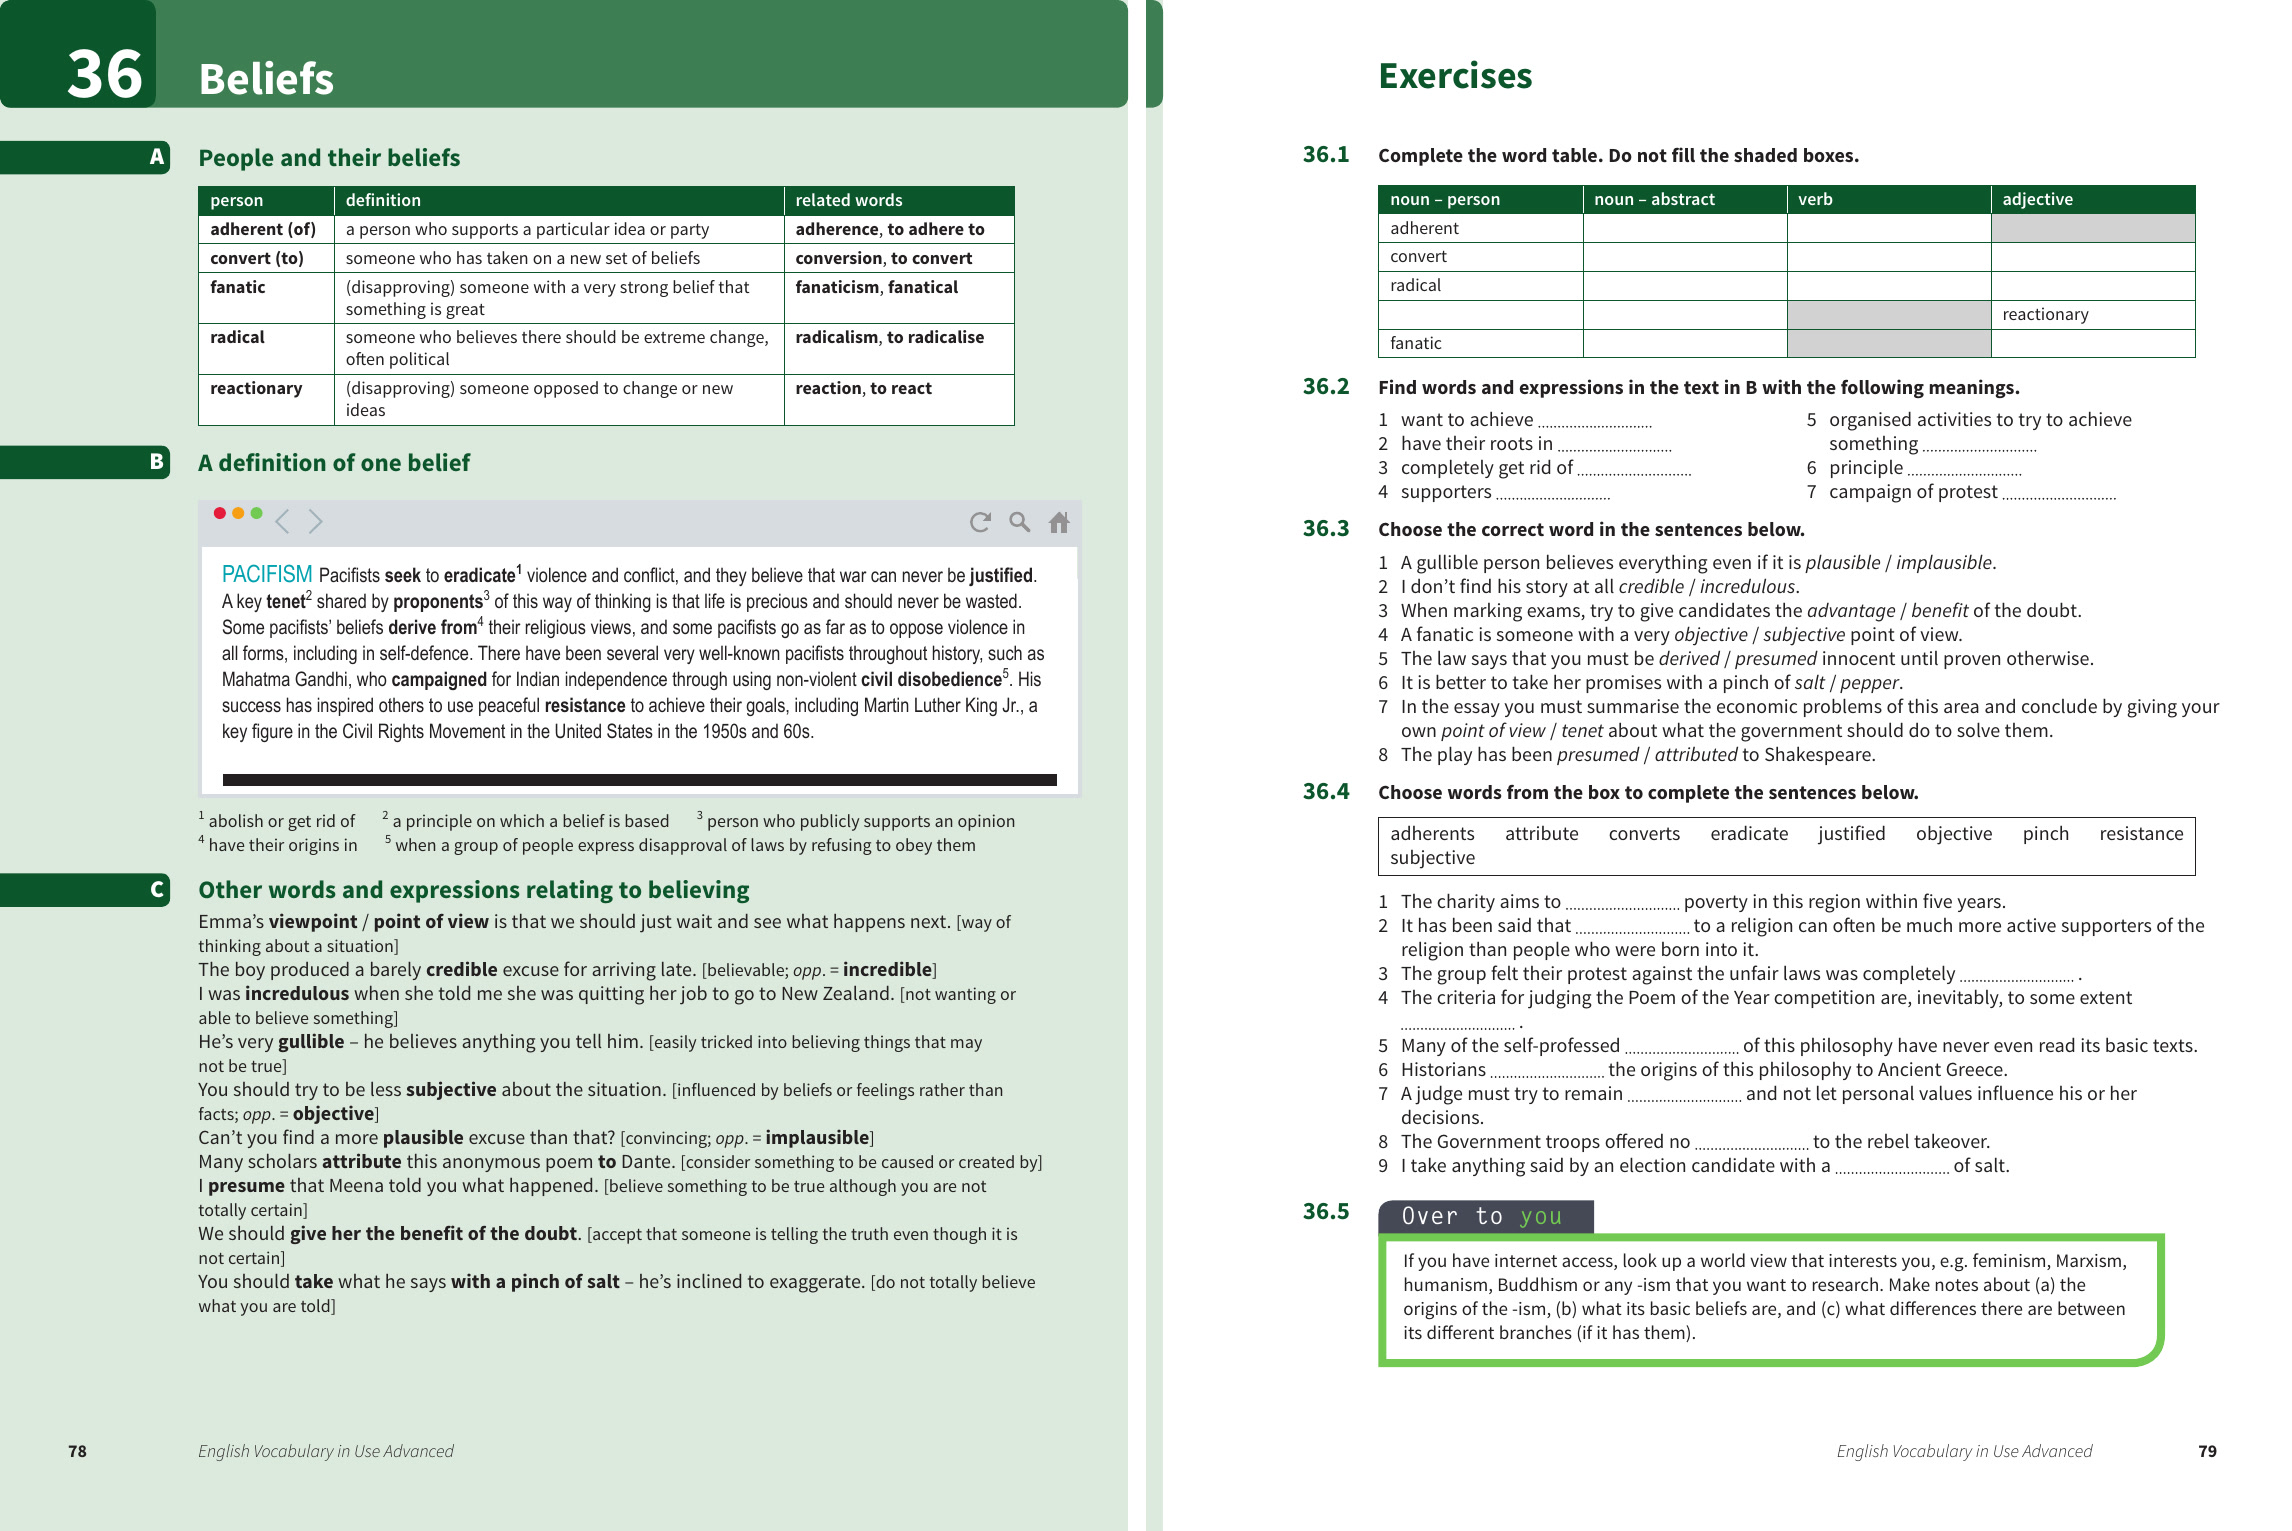 36
Beliefs
A
People and their beliefs
person definition related words
adherent (of) a person who supports a particular idea or party adherence, to adhere to
convert (to) someone who has taken on a new set of beliefs conversion, to convert
fanatic (disapproving) someone with a very strong belief that fanaticism, fanatical
something is great
radical someone who believes there should be extreme change, radicalism, to radicalise
often political
reactionary (disapproving) someone opposed to change or new reaction, to react
ideas
B
A definition of one belief
PACIFISM Pacifists seek to eradicate1 violence and conflict, and they believe that war can never be justified.
A key tenet2 shared by proponents3 of this way of thinking is that life is precious and should never be wasted.
Some pacifists’ beliefs derive from4 their religious views, and some pacifists go as far as to oppose violence in
all forms, including in self-defence. There have been several very well-known pacifists throughout history, such as
Mahatma Gandhi, who campaigned for Indian independence through using non-violent civil disobedience5. His
success has inspired others to use peaceful resistance to achieve their goals, including Martin Luther King Jr., a
key figure in the Civil Rights Movement in the United States in the 1950s and 60s.
1 abolish or get rid of 2 a principle on which a belief is based 3 person who publicly supports an opinion
4 have their origins in 5 when a group of people express disapproval of laws by refusing to obey them
C
Other words and expressions relating to believing
Emma’s viewpoint / point of view is that we should just wait and see what happens next. [way of
thinking about a situation]
The boy produced a barely credible excuse for arriving late. [believable; opp. = incredible]
I was incredulous when she told me she was quitting her job to go to New Zealand. [not wanting or
able to believe something]
He’s very gullible – he believes anything you tell him. [easily tricked into believing things that may
not be true]
You should try to be less subjective about the situation. [influenced by beliefs or feelings rather than
facts; opp. = objective]
Can’t you find a more plausible excuse than that? [convincing; opp. = implausible]
Many scholars attribute this anonymous poem to Dante. [consider something to be caused or created by]
I presume that Meena told you what happened. [believe something to be true although you are not
totally certain]
We should give her the benefit of the doubt. [accept that someone is telling the truth even though it is
not certain]
You should take what he says with a pinch of salt – he’s inclined to exaggerate. [do not totally believe
what you are told]
78 English Vocabulary in Use Advanced
Exercises
36.1 Complete the word table. Do not fill the shaded boxes.
noun – person noun – abstract verb adjective
adherent
convert
radical
reactionary
fanatic
36.2 Find words and expressions in the text in B with the following meanings.
1 want to achieve ............................
2 have their roots in ............................
3 completely get rid of ............................
4 supporters ............................
5 organised activities to try to achieve
something ............................
6 principle ............................
7 campaign of protest ............................
36.3 Choose the correct word in the sentences below.
1 A gullible person believes everything even if it is plausible / implausible.
2 I don’t find his story at all credible / incredulous.
3 When marking exams, try to give candidates the advantage / benefit of the doubt.
4 A fanatic is someone with a very objective / subjective point of view.
5 The law says that you must be derived / presumed innocent until proven otherwise.
6 It is better to take her promises with a pinch of salt / pepper.
7 In the essay you must summarise the economic problems of this area and conclude by giving your
own point of view / tenet about what the government should do to solve them.
8 The play has been presumed / attributed to Shakespeare.
36.4 Choose words from the box to complete the sentences below.
adherents attribute converts eradicate justified objective pinch resistance
subjective
1 The charity aims to ............................ poverty in this region within five years.
2 It has been said that ............................ to a religion can often be much more active supporters of the
religion than people who were born into it.
3 The group felt their protest against the unfair laws was completely ............................ .
4 The criteria for judging the Poem of the Year competition are, inevitably, to some extent
............................ .
5 Many of the self-professed ............................ of this philosophy have never even read its basic texts.
6 Historians ............................ the origins of this philosophy to Ancient Greece.
7 A judge must try to remain ............................ and not let personal values influence his or her
decisions.
8 The Government troops offered no ............................ to the rebel takeover.
9 I take anything said by an election candidate with a ............................ of salt.
36.5 Over to you
If you have internet access, look up a world view that interests you, e.g. feminism, Marxism,
humanism, Buddhism or any -ism that you want to research. Make notes about (a) the
origins of the -ism, (b) what its basic beliefs are, and (c) what differences there are between
its different branches (if it has them).
English Vocabulary in Use Advanced 79